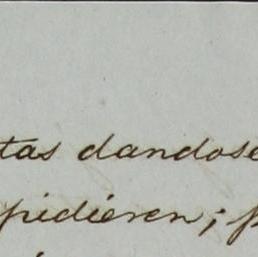 tas dandose
pidieren; p